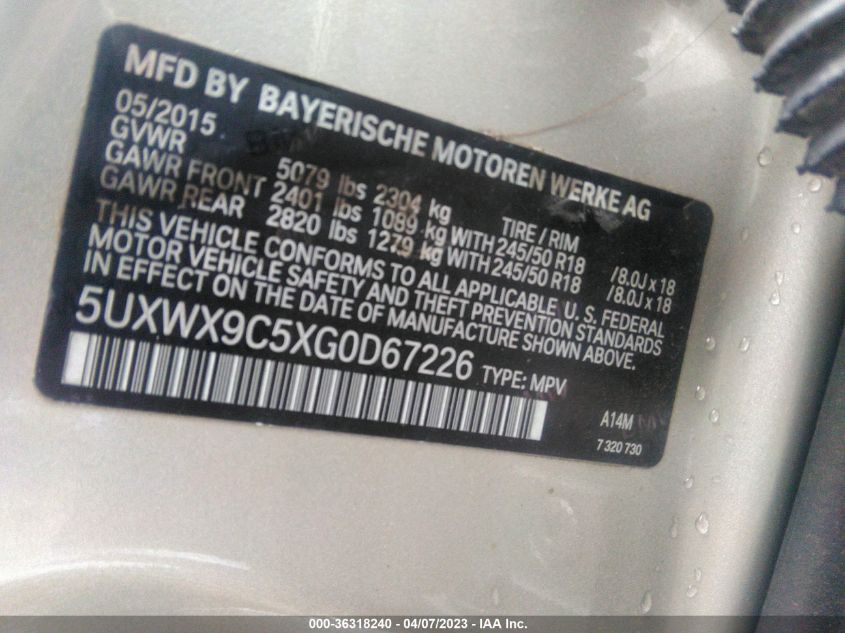 MFD BY BAYERISCHE MOTOREN WERKE AG
05/2015
GVWR 5079 lbs 2304 kg TIRE / RIM
GAWR FRONT 2401 lbs 1089 kg WITH 245/50 R18 /8.0J x 18
GAWR REAR 2820 lbs 1279 kg WITH 245/50 R18 /8.0J x 18
THIS VEHICLE CONFORMS TO ALL APPLICABLE U. S. FEDERAL
MOTOR VEHICLE SAFETY AND THEFT PREVENTION STANDARDS
IN EFFECT ON THE DATE OF MANUFACTURE SHOWN ABOVE.
5UXWX9C5XG0D67226 TYPE: MPV
A14M
7 320 730
000-36318240 - 04/07/2023 - IAA Inc.